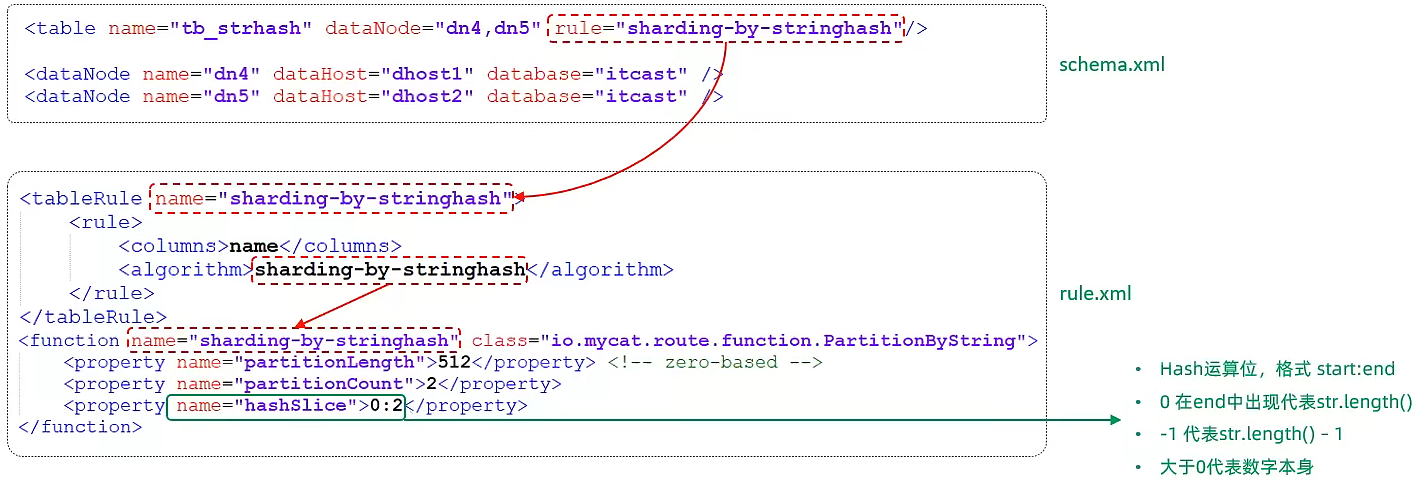 <table name="tb_strhash" dataNode="dn4,dn5" rule="sharding-by-stringhash"/>
<dataNode name="dn4" dataHost="dhost1" database="itcast" />
<dataNode name="dn5" dataHost="dhost2" database="itcast" />
schema.xml
<tableRule name="sharding-by-stringhash">
<rule>
<columns>name</columns>
<algorithm>sharding-by-stringhash</algorithm>
</rule>
</tableRule>
<function name="sharding-by-stringhash" class="io.mycat.route.function.PartitionByString">
<property name="partitionLength">512</property> <!-- zero-based -->
<property name="partitionCount">2</property>
<property name="hashSlice">0:2</property>
</function>
rule.xml
• Hash运算位，格式 start:end
• 0 在end中出现代表str.length()
• -1 代表str.length() – 1
• 大于0代表数字本身